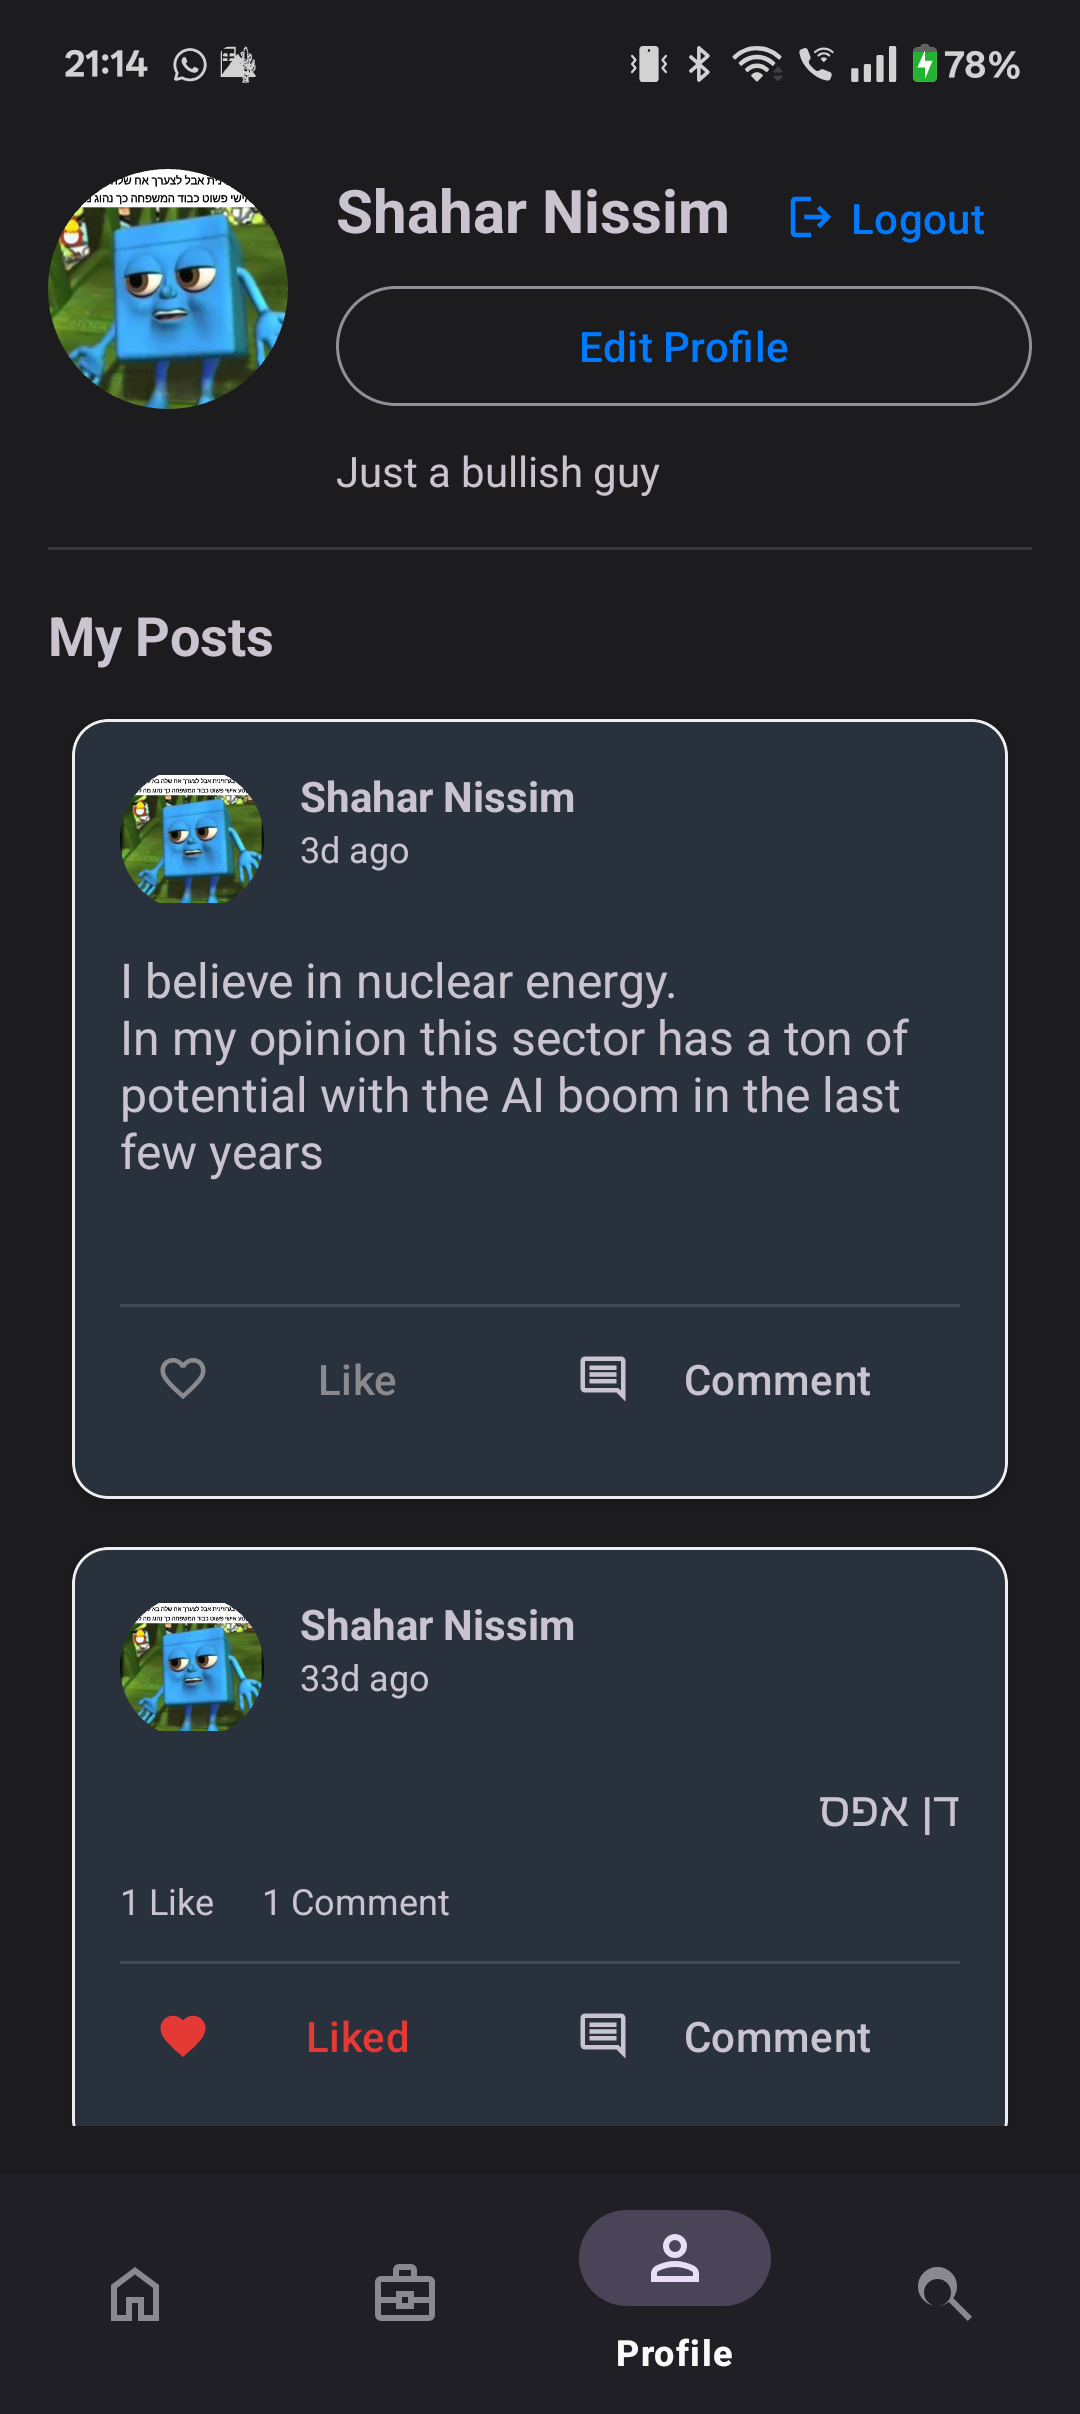 21:14
78%
Shahar Nissim
Logout
Edit Profile
Just a bullish guy
My Posts
Shahar Nissim
3d ago
I believe in nuclear energy.
In my opinion this sector has a ton of
potential with the AI boom in the last
few years
Like
Comment
Shahar Nissim
33d ago
דן אפס
1 Like 1 Comment
Liked
Comment
Profile